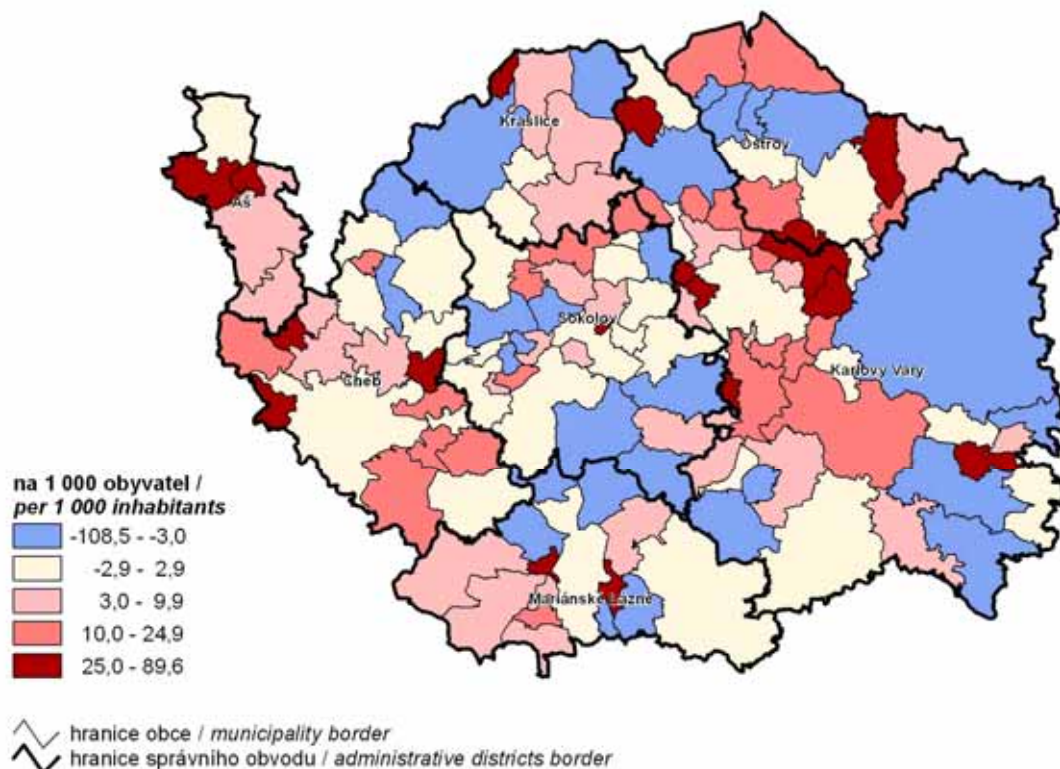 Kraslice
Ostrov
Aš
Sokolov
Cheb
Karlovy Vary
Mariánské Lázně
na 1 000 obyvatel /
per 1 000 inhabitants
-108,5 - -3,0
-2,9 - 2,9
3,0 - 9,9
10,0 - 24,9
25,0 - 89,6
hranice obce / municipality border
hranice správního obvodu / administrative districts border